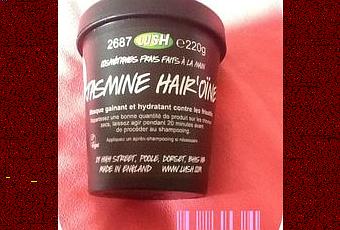 2687 LUSH e220g
COSMÉTIQUES FRAIS FAITS À LA MAIN
JASMINE HAIR'OÏNE
Masque gainant et hydratant contre les frisottis
une bonne quantité de produit sur les cheveux
secs, laissez agir pendant 20 minutes avant
de procéder au shampooing.
Appliquez un après-shampooing si nécessaire.
29 HIGH STREET, POOLE, DORSET, BH15 1AB
MADE IN ENGLAND WWW.LUSH.COM